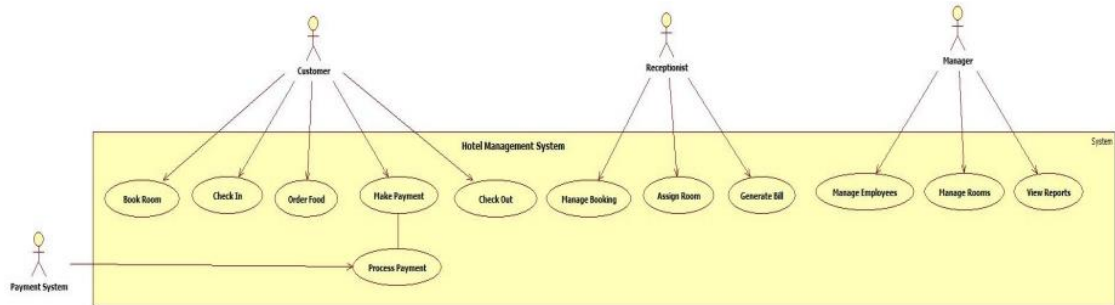 Customer
Receptionist
Manager
Hotel Management System
System
Book Room
Check In
Order Food
Make Payment
Check Out
Manage Booking
Assign Room
Generate Bill
Manage Employees
Manage Rooms
View Reports
Process Payment
Payment System